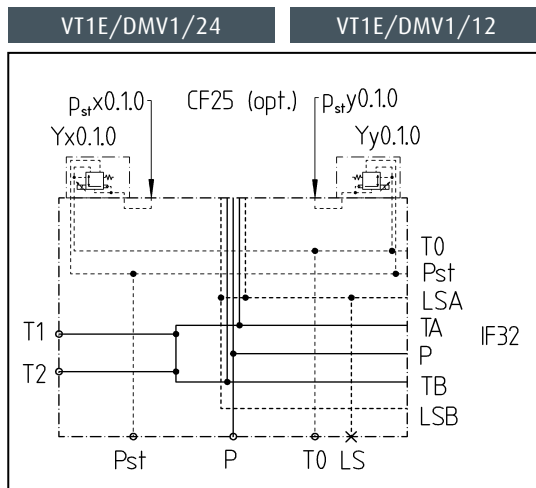 VT1E/DMV1/24
VT1E/DMV1/12
pstx0.1.0
CF25 (opt.)
psty0.1.0
Yx0.1.0
Yy0.1.0
T0
Pst
LSA
TA
T1
IF32
P
T2
TB
LSB
Pst
P
T0
LS